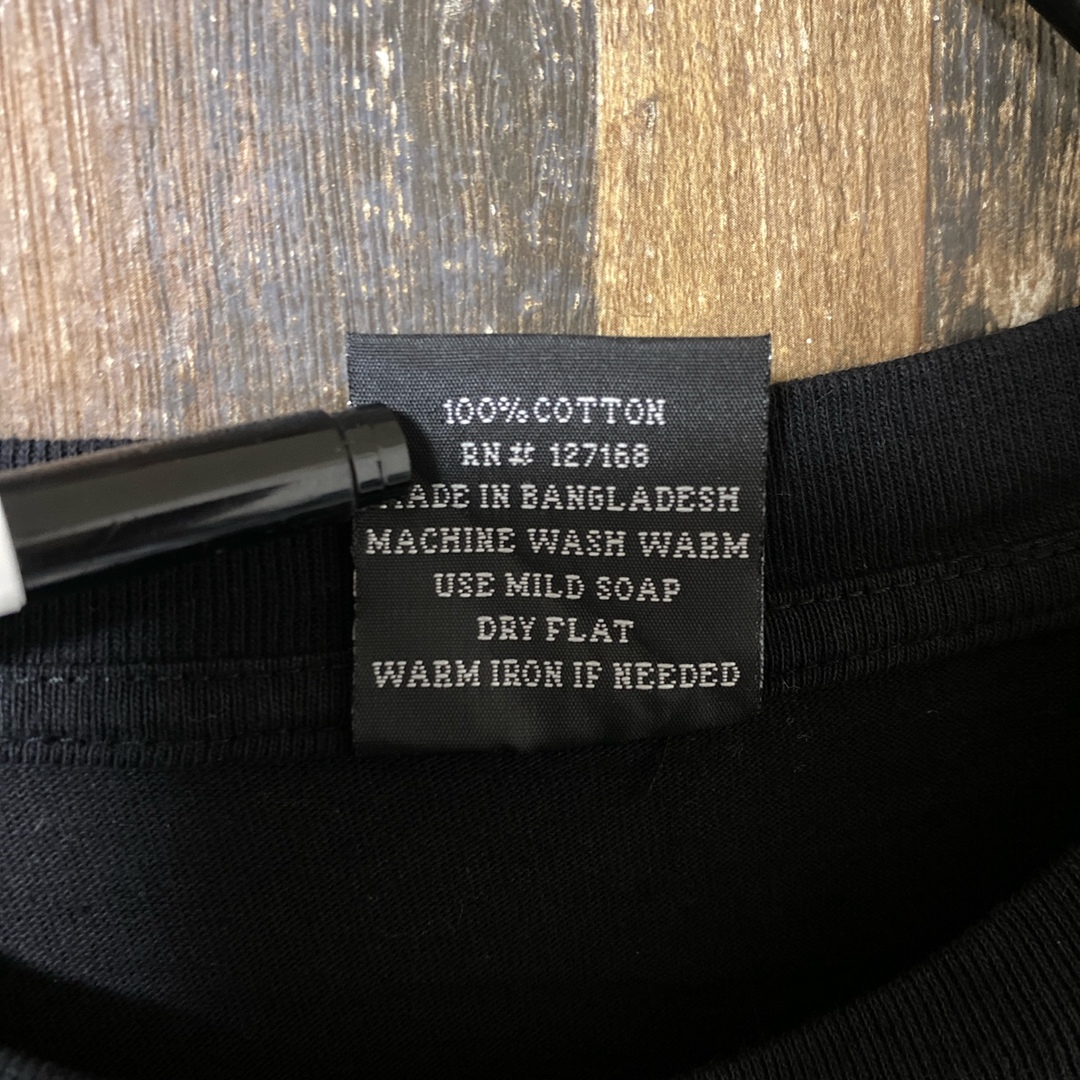 100% COTTON
RN# 127168
MADE IN BANGLADESH
MACHINE WASH WARM
USE MILD SOAP
DRY FLAT
WARM IRON IF NEEDED